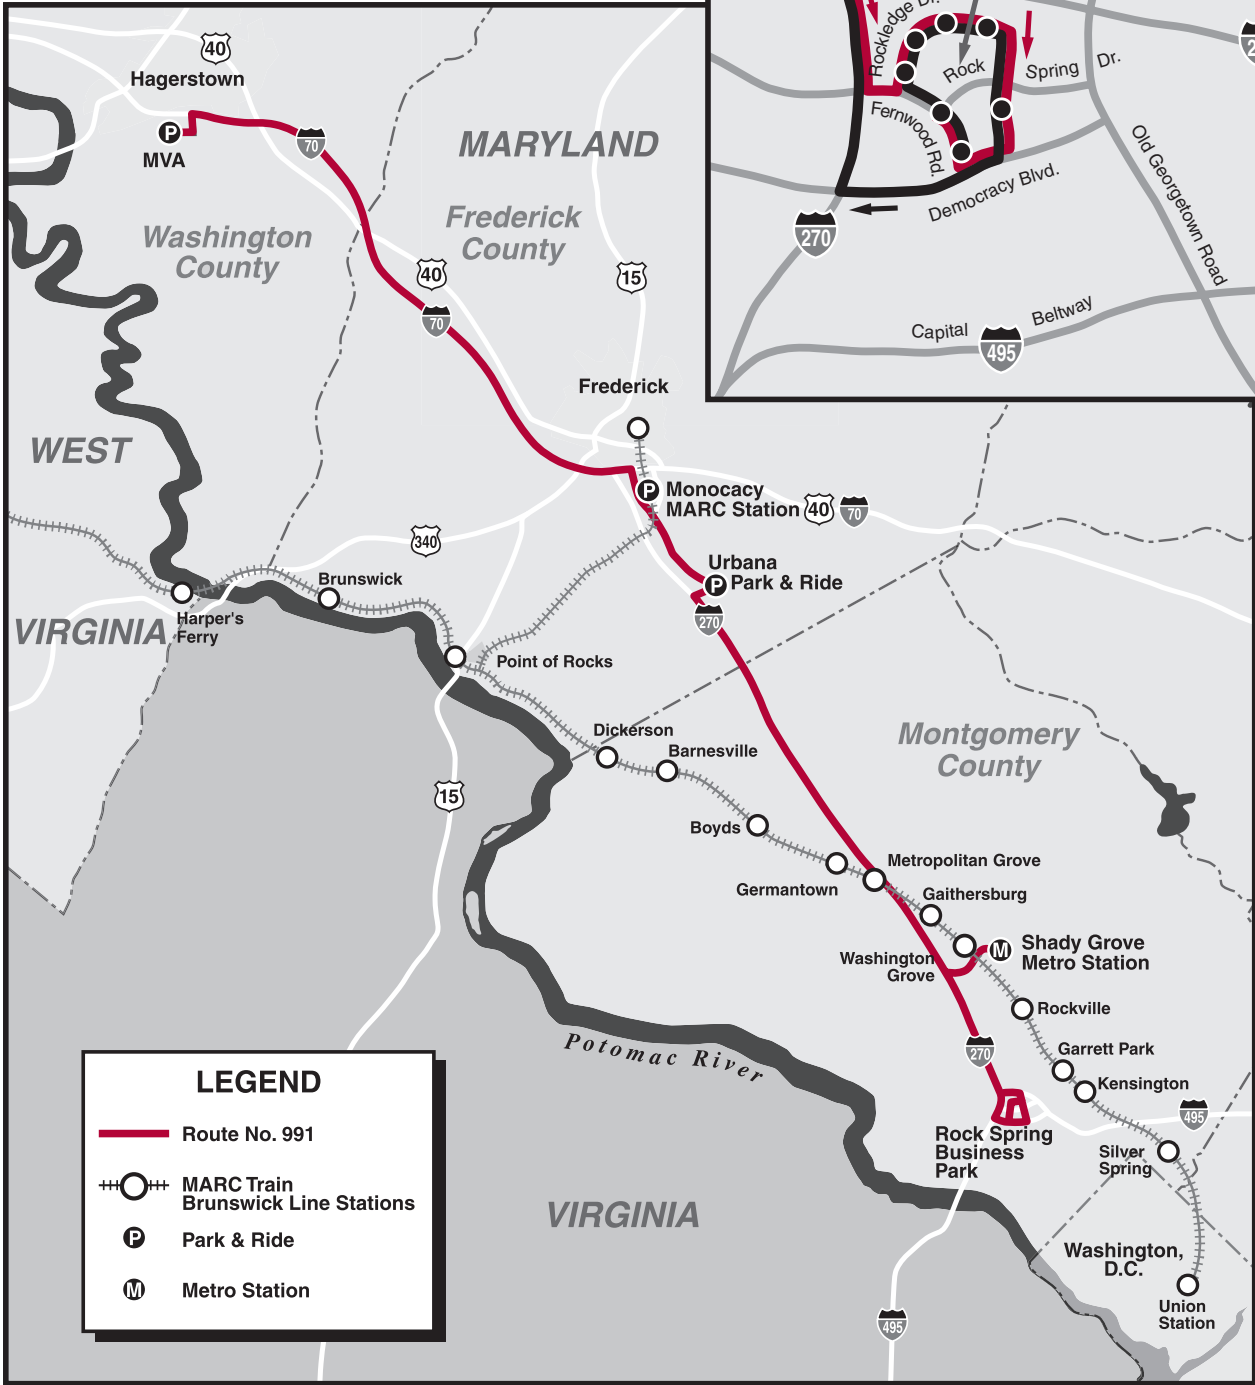 40
Hagerstown
P
MVA
70
MARYLAND
Frederick
County
Washington
County
40
15
70
Frederick
WEST
VIRGINIA
P
Monocacy
MARC Station
40
70
340
Urbana
P
Park & Ride
270
Brunswick
Harper's
Ferry
Point of Rocks
Dickerson
Barnesville
Montgomery
County
15
Boyds
Germantown
Metropolitan Grove
Gaithersburg
Washington
Grove
M
Shady Grove
Metro Station
Rockville
Potomac River
270
Garrett Park
Kensington
495
Rock Spring
Business
Park
Silver
Spring
VIRGINIA
Washington,
D.C.
Union
Station
495
LEGEND
Route No. 991
MARC Train
Brunswick Line Stations
P
Park & Ride
M
Metro Station
Rockledge Dr.
Rock
Spring
Dr.
Fernwood Rd.
Democracy Blvd.
Old Georgetown Road
270
Capital
Beltway
495